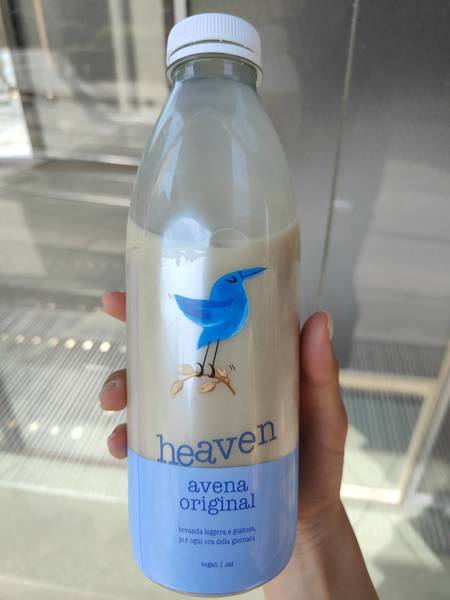 heaven
avena
original
bevanda leggera e gustosa,
per ogni ora della giornata
vegan | oat